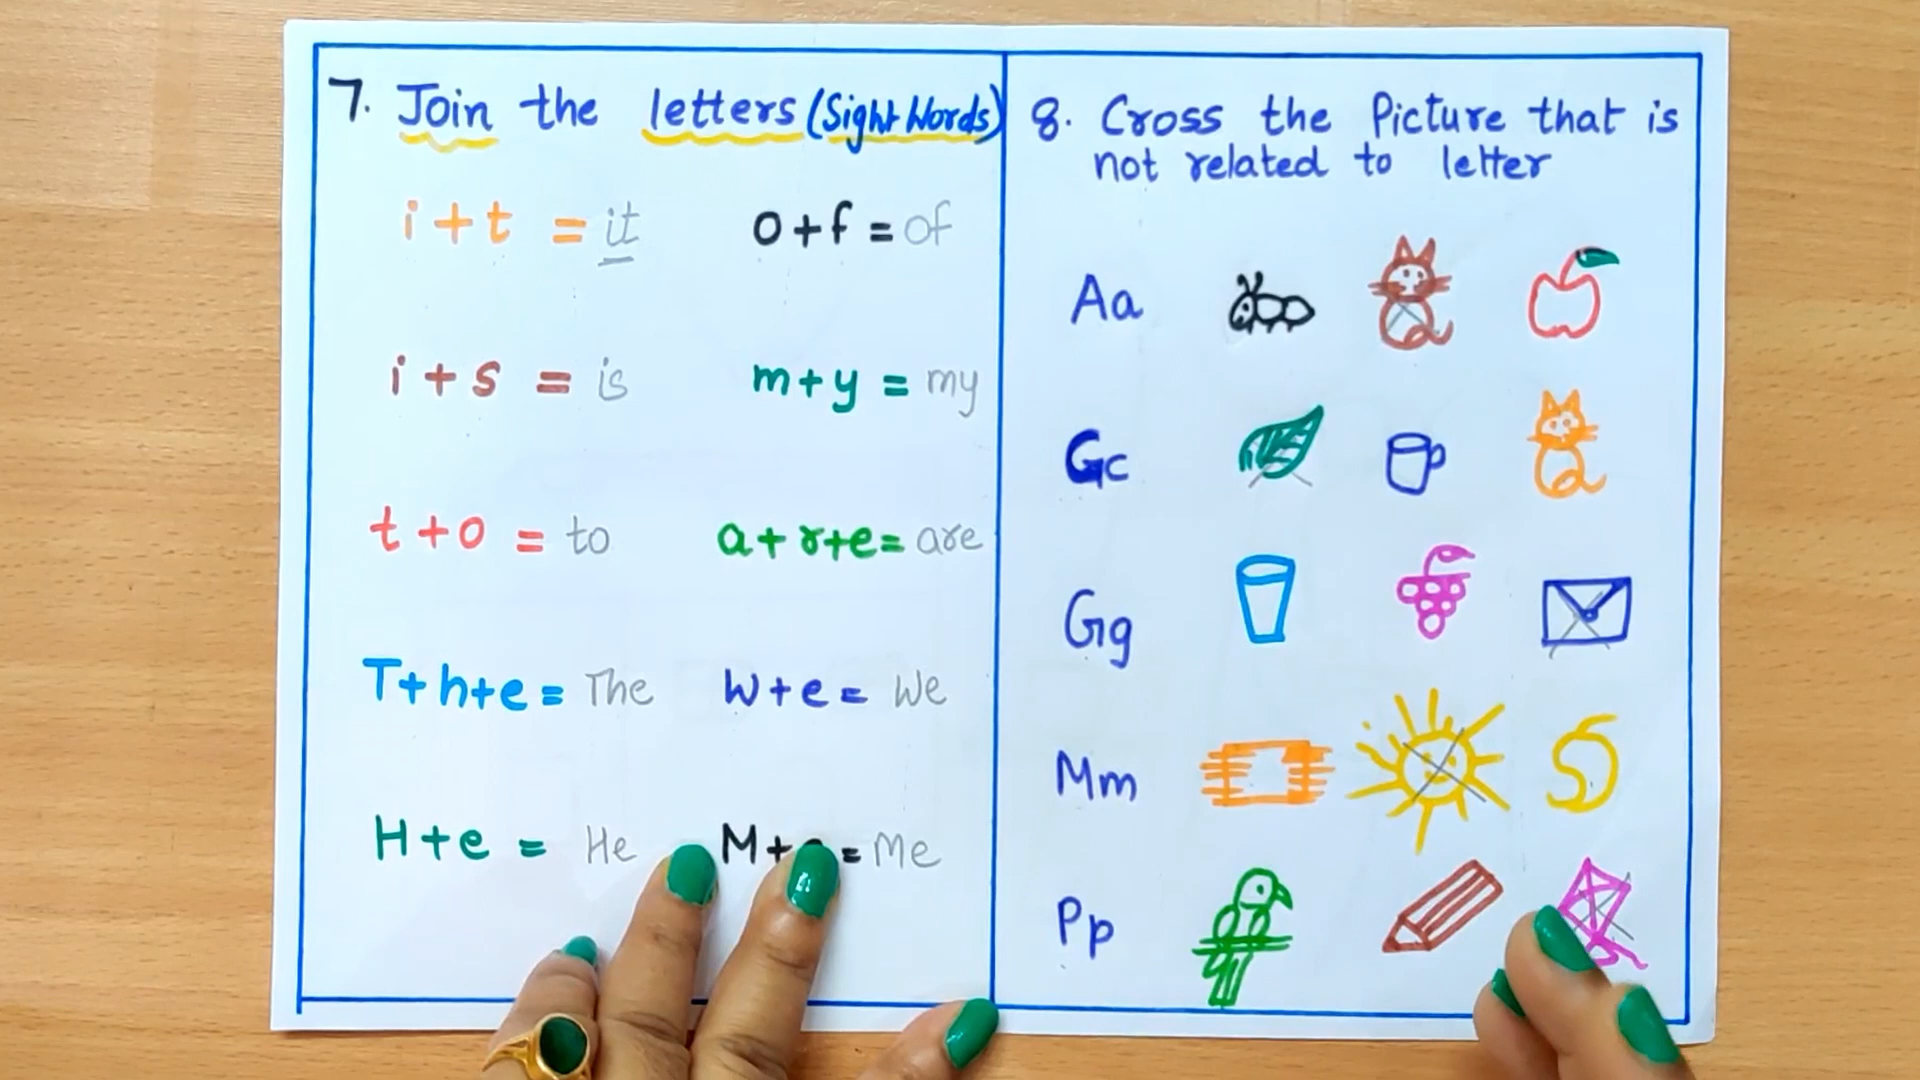 7. Join the letters (Sight Words)
i + t = it
o + f = of
i + s = is
m + y = my
t + o = to
a + r + e = are
T + h + e = The
W + e = We
H + e = He
M + e = Me
8. Cross the Picture that is
not related to letter
Aa
Gc
Gg
Mm
Pp